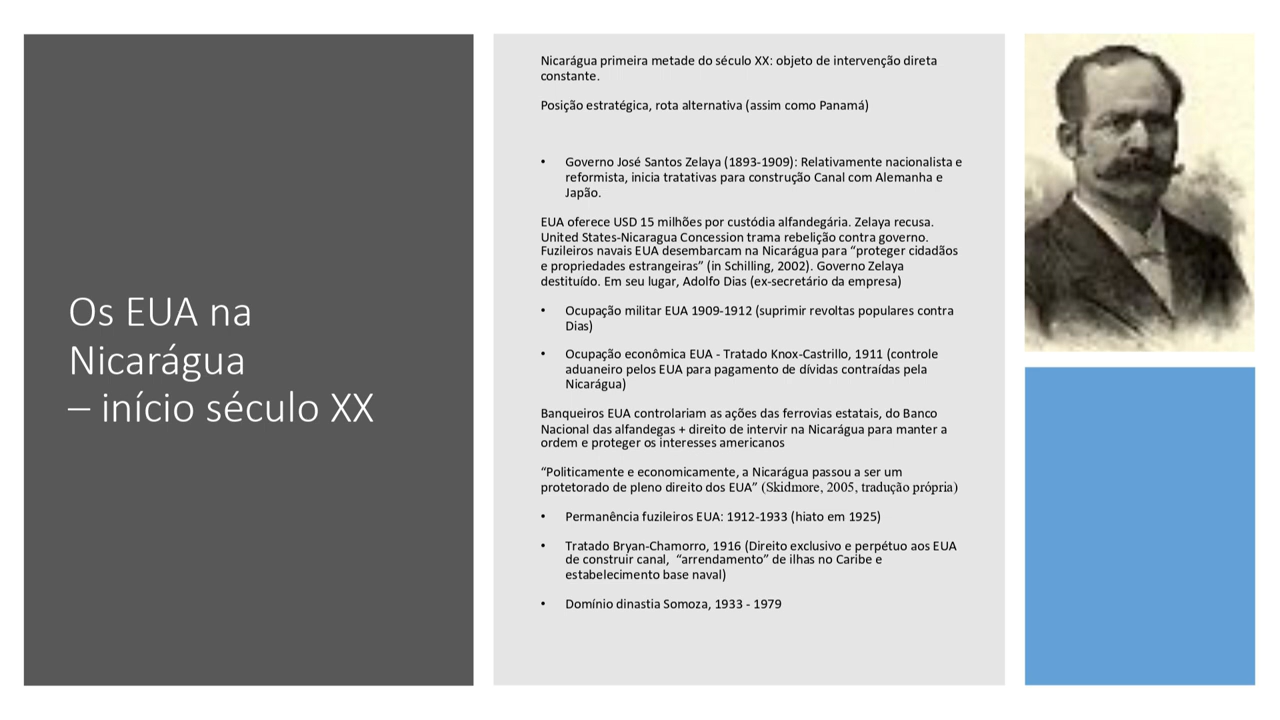 Os EUA na
Nicarágua
– início século XX
Nicarágua primeira metade do século XX: objeto de intervenção direta
constante.
Posição estratégica, rota alternativa (assim como Panamá)
• Governo José Santos Zelaya (1893-1909): Relativamente nacionalista e
reformista, inicia tratativas para construção Canal com Alemanha e
Japão.
EUA oferece USD 15 milhões por custódia alfandegária. Zelaya recusa.
United States-Nicaragua Concession trama rebelição contra governo.
Fuzileiros navais EUA desembarcam na Nicarágua para “proteger cidadãos
e propriedades estrangeiras” (in Schilling, 2002). Governo Zelaya
destituído. Em seu lugar, Adolfo Dias (ex-secretário da empresa)
• Ocupação militar EUA 1909-1912 (suprimir revoltas populares contra
Dias)
• Ocupação econômica EUA - Tratado Knox-Castrillo, 1911 (controle
aduaneiro pelos EUA para pagamento de dívidas contraídas pela
Nicarágua)
Banqueiros EUA controlariam as ações das ferrovias estatais, do Banco
Nacional das alfandegas + direito de intervir na Nicarágua para manter a
ordem e proteger os interesses americanos
“Politicamente e economicamente, a Nicarágua passou a ser um
protetorado de pleno direito dos EUA” (Skidmore, 2005, tradução própria)
• Permanência fuzileiros EUA: 1912-1933 (hiato em 1925)
• Tratado Bryan-Chamorro, 1916 (Direito exclusivo e perpétuo aos EUA
de construir canal, “arrendamento” de ilhas no Caribe e
estabelecimento base naval)
• Domínio dinastia Somoza, 1933 - 1979